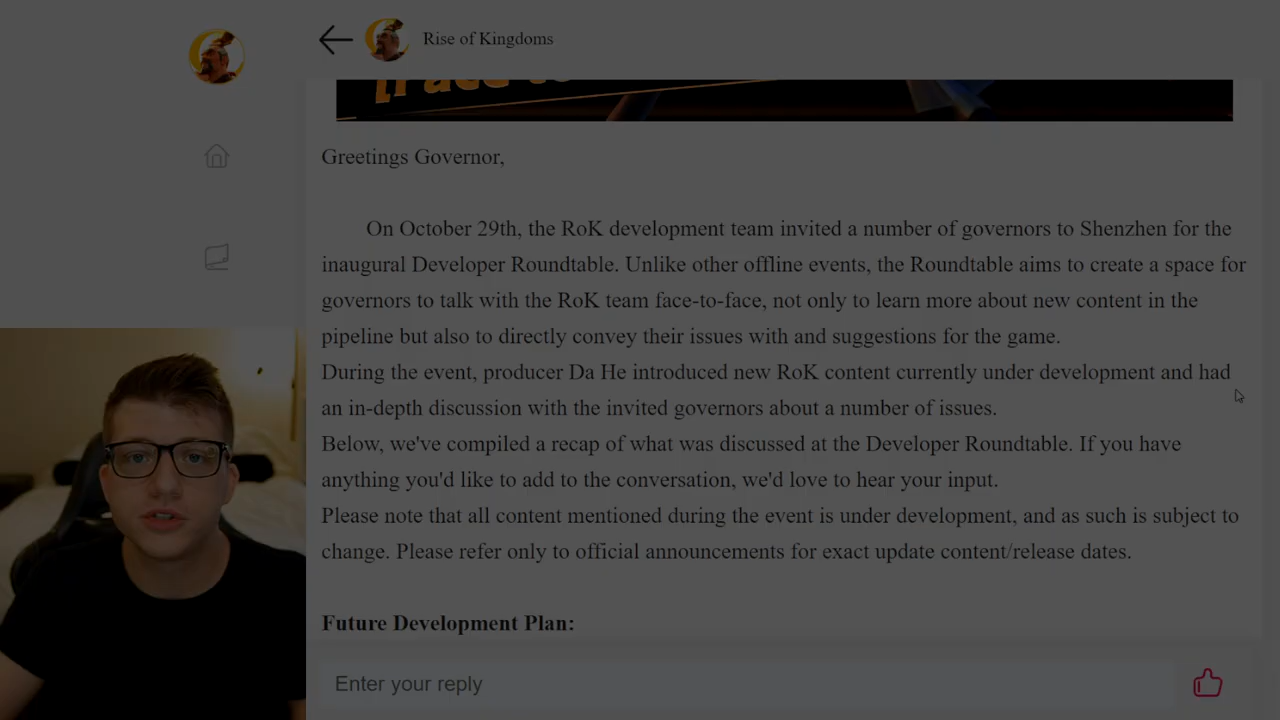 Rise of Kingdoms
Greetings Governor,
On October 29th, the RoK development team invited a number of governors to Shenzhen for the
inaugural Developer Roundtable. Unlike other offline events, the Roundtable aims to create a space for
governors to talk with the RoK team face-to-face, not only to learn more about new content in the
pipeline but also to directly convey their issues with and suggestions for the game.
During the event, producer Da He introduced new RoK content currently under development and had
an in-depth discussion with the invited governors about a number of issues.
Below, we've compiled a recap of what was discussed at the Developer Roundtable. If you have
anything you'd like to add to the conversation, we'd love to hear your input.
Please note that all content mentioned during the event is under development, and as such is subject to
change. Please refer only to official announcements for exact update content/release dates.
Future Development Plan:
Enter your reply